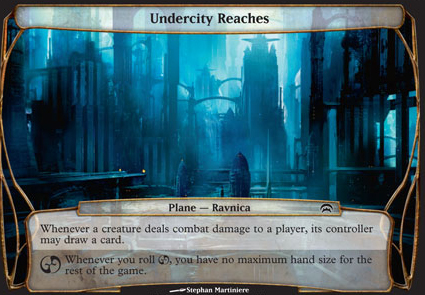 Undercity Reaches
Plane — Ravnica
Whenever a creature deals combat damage to a player, its controller
may draw a card.
Whenever you roll , you have no maximum hand size for the
rest of the game.
Stephan Martiniere